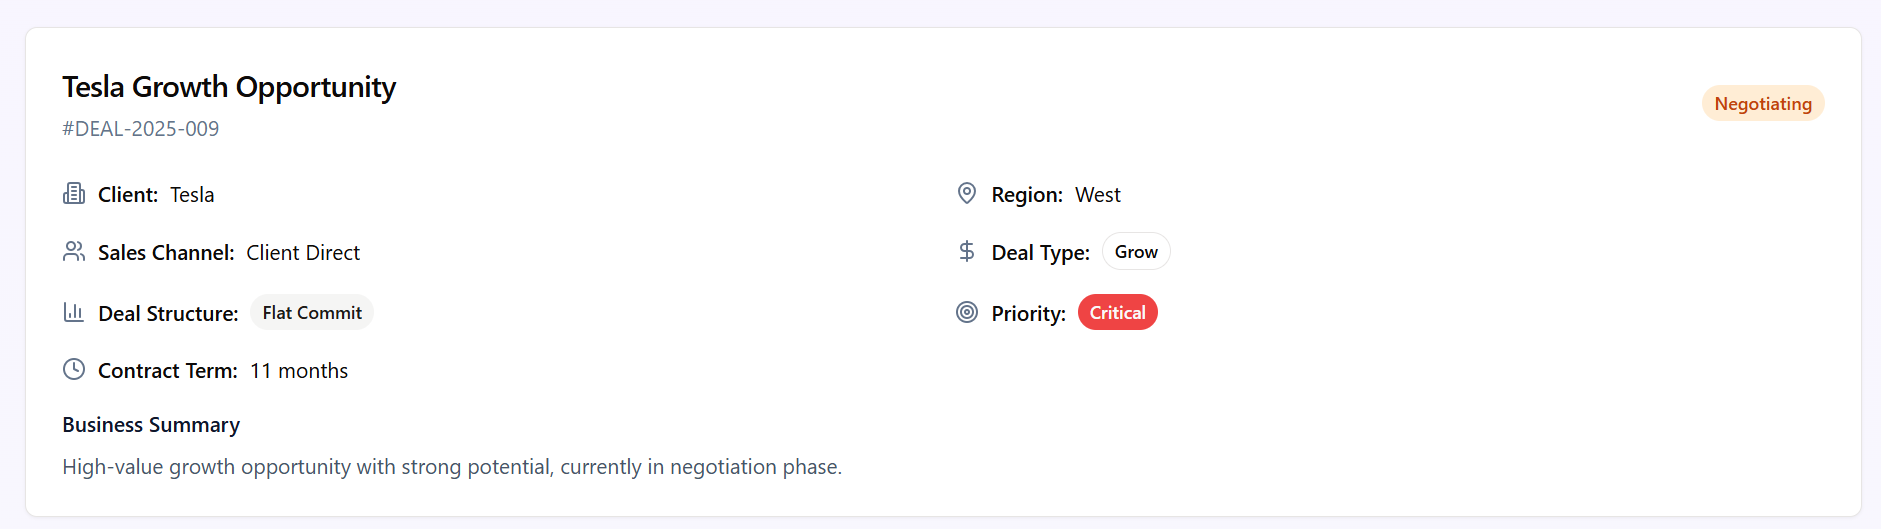 Tesla Growth Opportunity
#DEAL-2025-009
Negotiating
Client: Tesla
Region: West
Sales Channel: Client Direct
Deal Type: Grow
Deal Structure: Flat Commit
Priority: Critical
Contract Term: 11 months
Business Summary
High-value growth opportunity with strong potential, currently in negotiation phase.